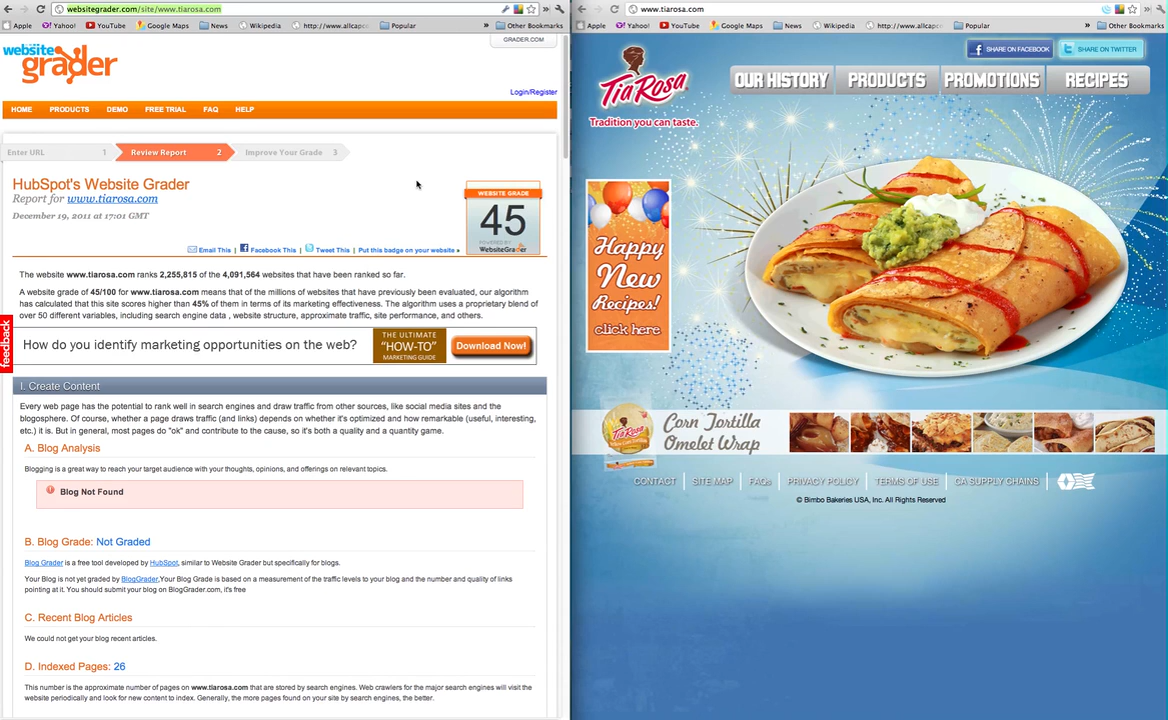 websitegrader.com/site/www.tiarosa.com
Apple Yahoo! YouTube Google Maps News Wikipedia http://www.allcapc Popular » Other Bookmarks
website grader
GRADER.COM
Login/Register
HOME PRODUCTS DEMO FREE TRIAL FAQ HELP
Enter URL 1 Review Report 2 Improve Your Grade 3
HubSpot's Website Grader
Report for www.tiarosa.com
December 19, 2011 at 17:01 GMT
WEBSITE GRADE
45
POWERED BY
WebsiteGrader
Email This | Facebook This | Tweet This | Put this badge on your website »
The website www.tiarosa.com ranks 2,255,815 of the 4,091,564 websites that have been ranked so far.
A website grade of 45/100 for www.tiarosa.com means that of the millions of websites that have previously been evaluated, our algorithm
has calculated that this site scores higher than 45% of them in terms of its marketing effectiveness. The algorithm uses a proprietary blend of
over 50 different variables, including search engine data , website structure, approximate traffic, site performance, and others.
feedback
How do you identify marketing opportunities on the web?
THE ULTIMATE
"HOW-TO"
MARKETING GUIDE
Download Now!
I. Create Content
Every web page has the potential to rank well in search engines and draw traffic from other sources, like social media sites and the
blogosphere. Of course, whether a page draws traffic (and links) depends on whether it's optimized and how remarkable (useful, interesting,
etc.) it is. But in general, most pages do "ok" and contribute to the cause, so it's both a quality and a quantity game.
A. Blog Analysis
Blogging is a great way to reach your target audience with your thoughts, opinions, and offerings on relevant topics.
Blog Not Found
B. Blog Grade: Not Graded
Blog Grader is a free tool developed by HubSpot, similar to Website Grader but specifically for blogs.
Your Blog is not yet graded by BlogGrader.Your Blog Grade is based on a measurement of the traffic levels to your blog and the number and quality of links
pointing at it. You should submit your blog on BlogGrader.com, it's free
C. Recent Blog Articles
We could not get your blog recent articles.
D. Indexed Pages: 26
This number is the approximate number of pages on www.tiarosa.com that are stored by search engines. Web crawlers for the major search engines will visit the
website periodically and look for new content to index. Generally, the more pages found on your site by search engines, the better.
www.tiarosa.com
Apple Yahoo! YouTube Google Maps News Wikipedia http://www.allcapc Popular » Other Bookmarks
SHARE ON FACEBOOK SHARE ON TWITTER
Tia Rosa
Tradition you can taste.
OUR HISTORY PRODUCTS PROMOTIONS RECIPES
Happy
New
Recipes!
click here
Tia Rosa
Corn Tortilla
Omelet Wrap
CONTACT SITE MAP FAQs PRIVACY POLICY TERMS OF USE CA SUPPLY CHAINS
© Bimbo Bakeries USA, Inc. All Rights Reserved